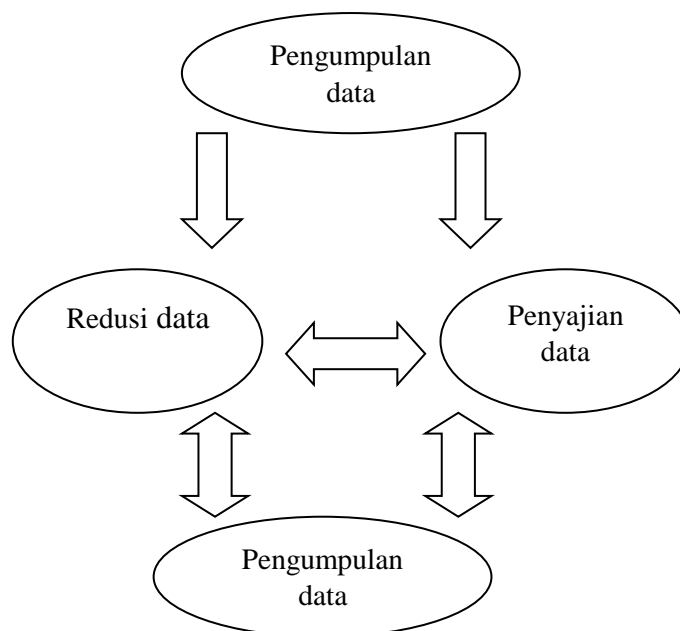 Pengumpulan
data
Redusi data
Penyajian
data
Pengumpulan
data